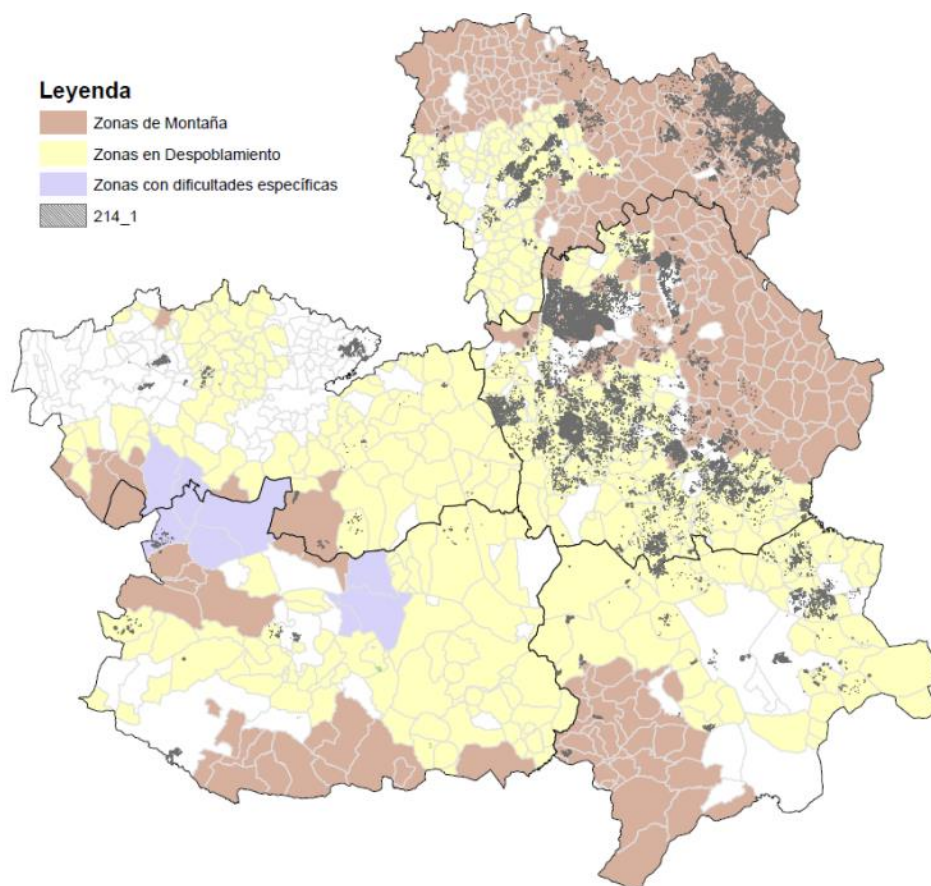 Leyenda
Zonas de Montaña
Zonas en Despoblamiento
Zonas con dificultades específicas
214_1